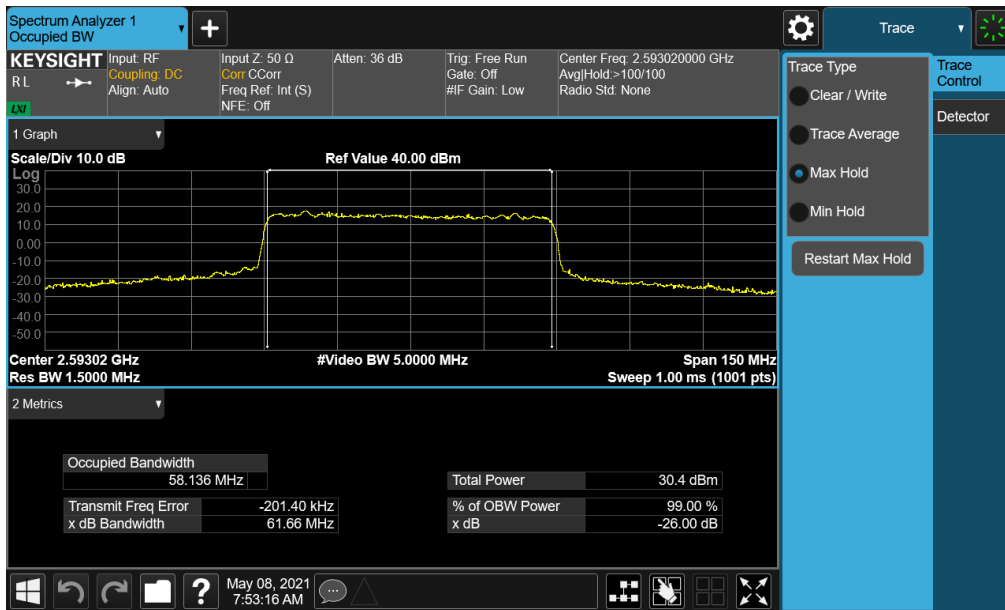 Spectrum Analyzer 1
Occupied BW
+
Trace
KEYSIGHT
R L
LXI
Input: RF
Coupling: DC
Align: Auto
Input Z: 50 Ω
Corr CCorr
Freq Ref: Int (S)
NFE: Off
Atten: 36 dB
Trig: Free Run
Gate: Off
#IF Gain: Low
Center Freq: 2.593020000 GHz
Avg|Hold:>100/100
Radio Std: None
Trace Type
Clear / Write
Trace Average
Max Hold
Min Hold
Restart Max Hold
Trace
Control
Detector
1 Graph
Scale/Div 10.0 dB
Ref Value 40.00 dBm
Log
30.0
20.0
10.0
0.00
-10.0
-20.0
-30.0
-40.0
-50.0
Center 2.59302 GHz
#Video BW 5.0000 MHz
Span 150 MHz
Res BW 1.5000 MHz
Sweep 1.00 ms (1001 pts)
2 Metrics
Occupied Bandwidth
58.136 MHz
Total Power 30.4 dBm
Transmit Freq Error -201.40 kHz
% of OBW Power 99.00 %
x dB Bandwidth 61.66 MHz
x dB -26.00 dB
?
May 08, 2021
7:53:16 AM